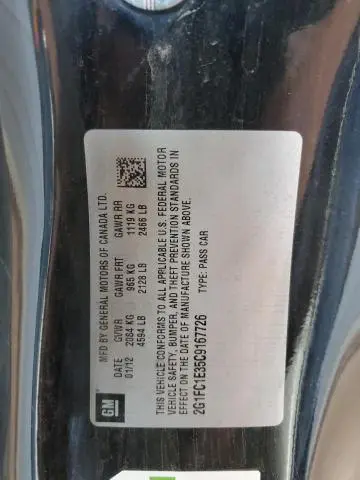 GM
MFD BY GENERAL MOTORS OF CANADA LTD.
DATE GVWR GAWR FRT GAWR RR
01/12 2084 KG 965 KG 1119 KG
4594 LB 2128 LB 2466 LB
THIS VEHICLE CONFORMS TO ALL APPLICABLE U.S. FEDERAL MOTOR
VEHICLE SAFETY, BUMPER, AND THEFT PREVENTION STANDARDS IN
EFFECT ON THE DATE OF MANUFACTURE SHOWN ABOVE.
2G1FC1E35C9167726 TYPE: PASS CAR